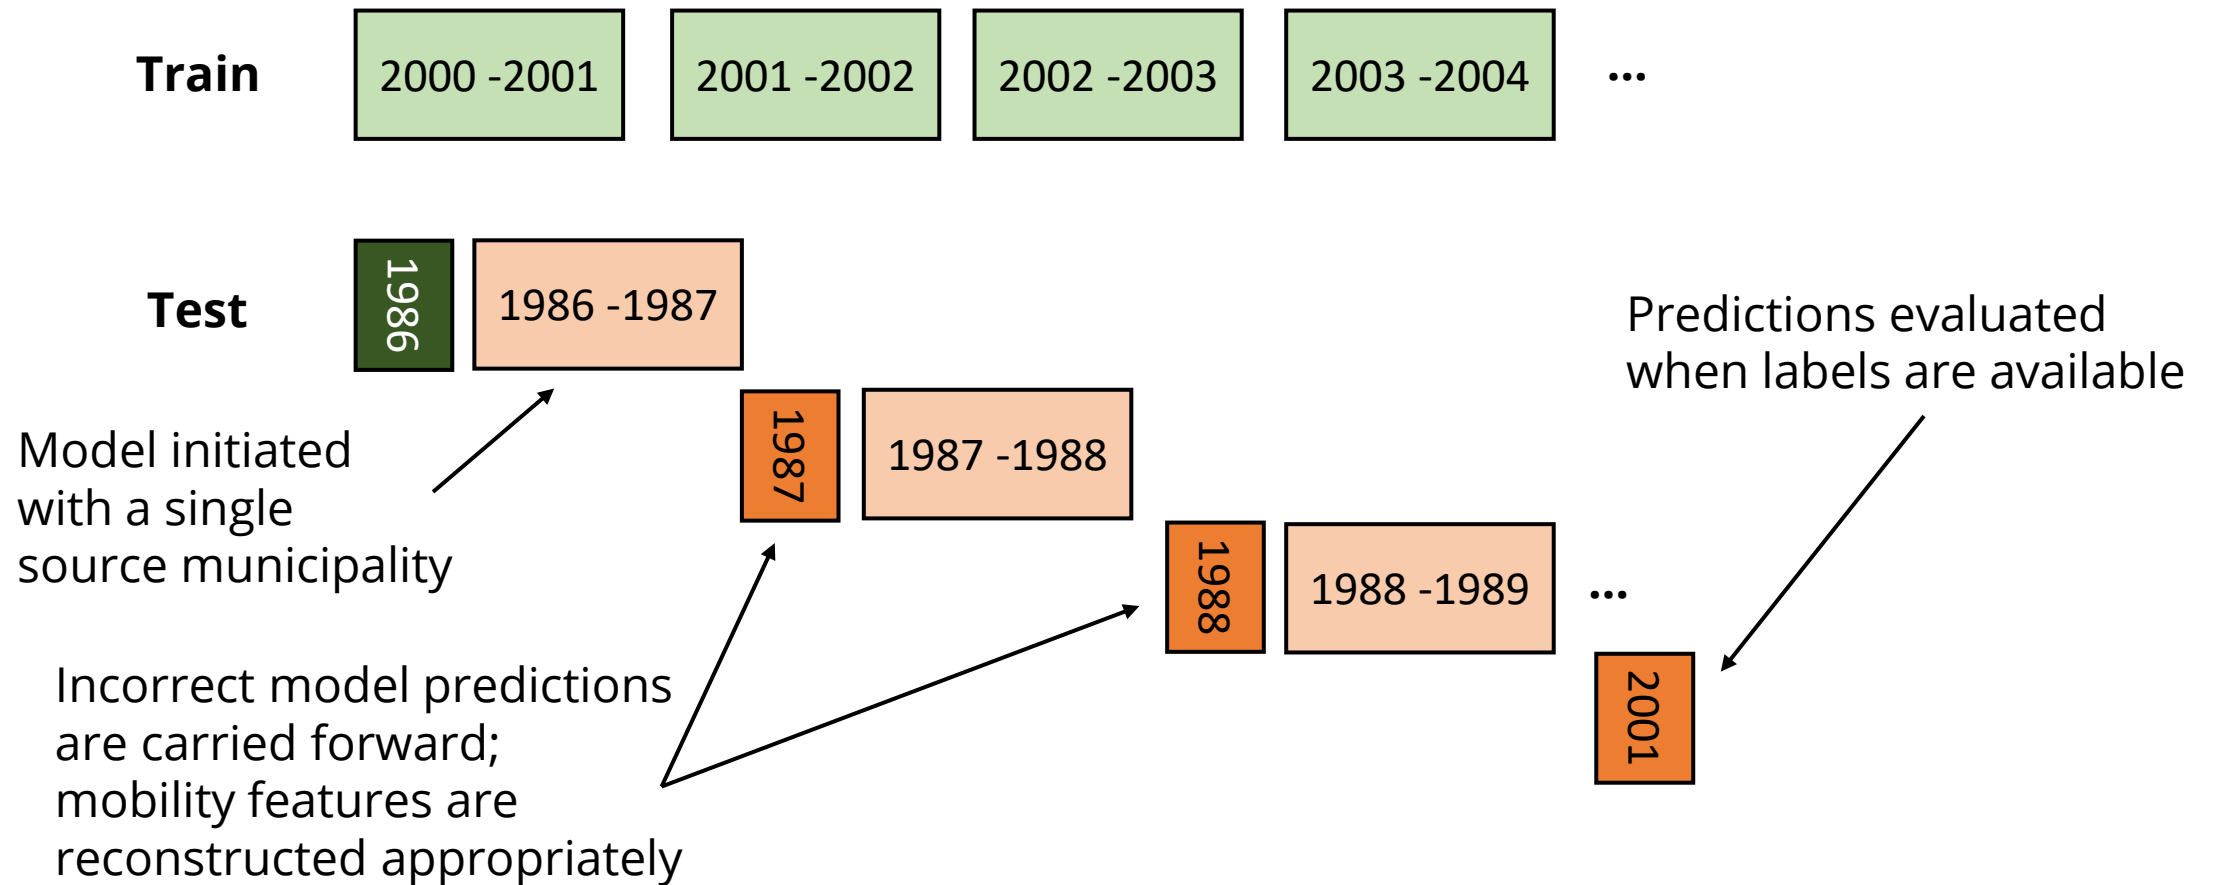 Train
2000 -2001
2001 -2002
2002 -2003
2003 -2004
...
Test
1986
1986 -1987
Model initiated
with a single
source municipality
1987
1987 -1988
1988
1988 -1989
...
2001
Predictions evaluated
when labels are available
Incorrect model predictions
are carried forward;
mobility features are
reconstructed appropriately